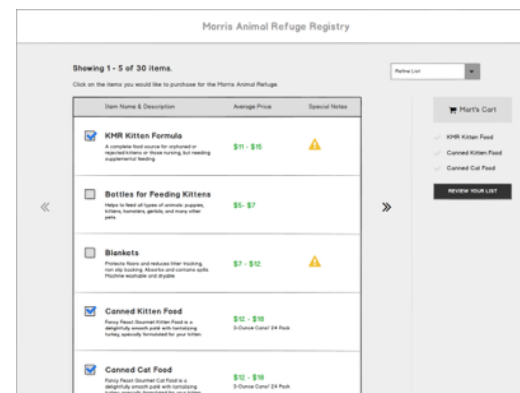 Morris Animal Refuge Registry
Showing 1 - 5 of 30 items.
Refine List
Click on the items you would like to purchase for the Morris Animal Refuge
Item Name & Description
Average Price
Special Notes
Mart's Cart
KMR Kitten Formula
A complete food source for orphaned or
rejected kittens or those nursing, but needing
supplemental feeding
$11 - $15
KMR Kitten Food
Canned Kitten Food
Canned Cat Food
REVIEW YOUR LIST
Bottles for Feeding Kittens
Helps to feed all types of animals: puppies,
kittens, hamsters, gerbils, and many other
pets
$5- $7
«
»
Blankets
Protects floors and reduces litter tracking,
non slip backing. Absorbs and contains spills.
Machine washable and dryable
$7 - $12
Canned Kitten Food
Fancy Feast Gourmet Kitten Food is a
delightfully smooth paté with tantalizing
turkey, specially formulated for your kitten
$12 - $18
3-Ounce Cans/ 24 Pack
Canned Cat Food
Fancy Feast Gourmet Cat Food is a
delightfully smooth paté with tantalizing
turkey, specially formulated for your kitten
$12 - $18
3-Ounce Cans/ 24 Pack